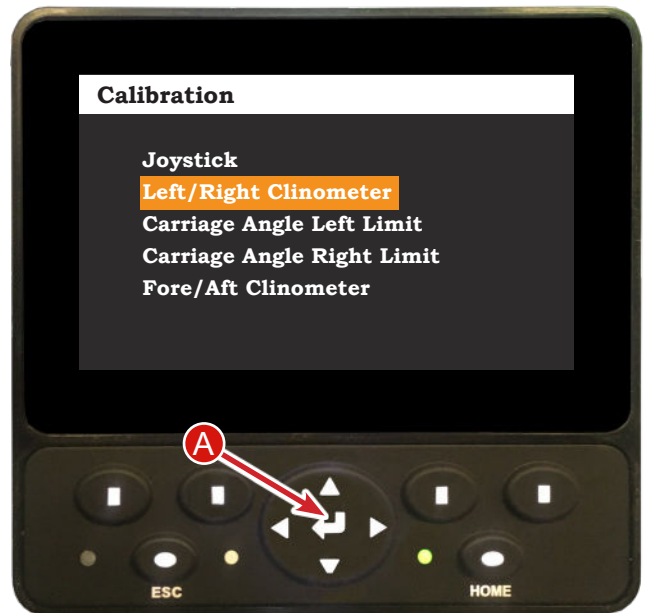 Calibration
Joystick
Left/Right Clinometer
Carriage Angle Left Limit
Carriage Angle Right Limit
Fore/Aft Clinometer
A
ESC
HOME